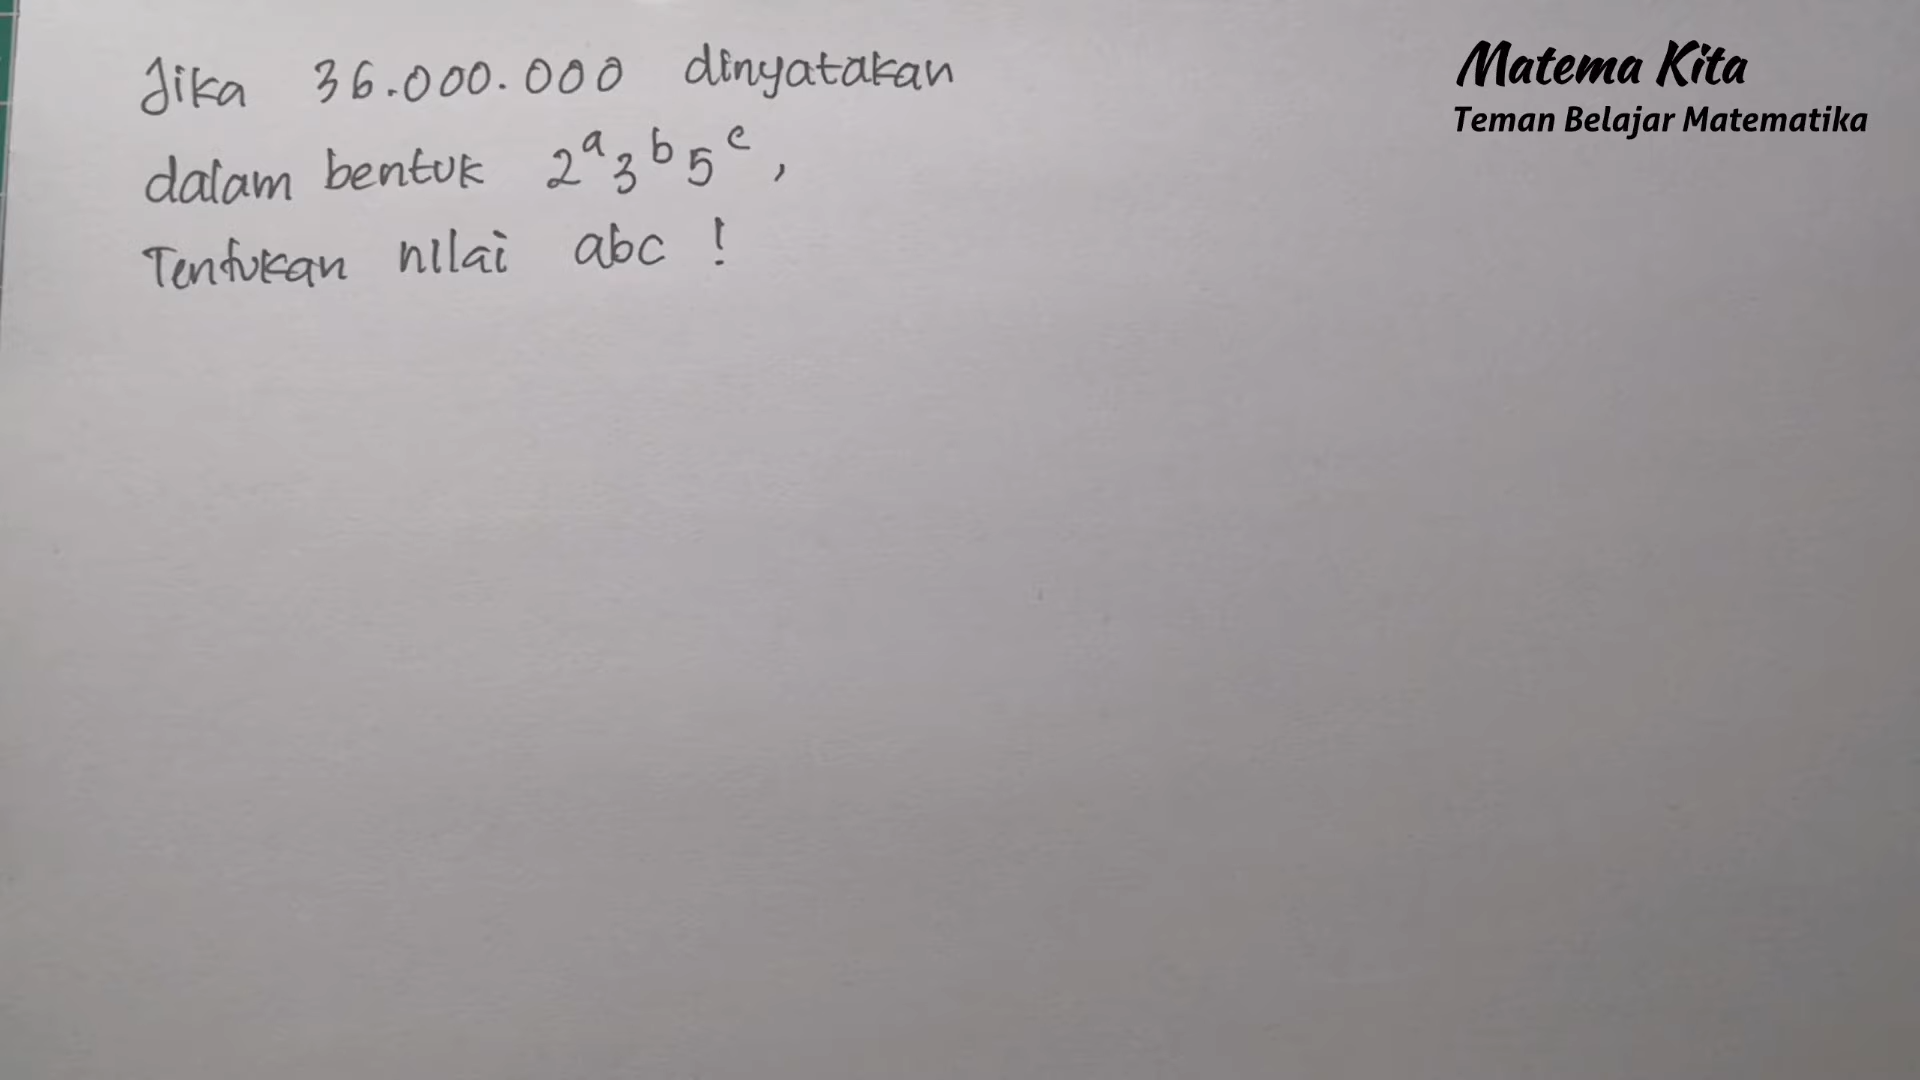 Jika 36.000.000 dinyatakan
dalam bentuk 2^a 3^b 5^c,
Tentukan nilai abc !
Matema Kita
Teman Belajar Matematika